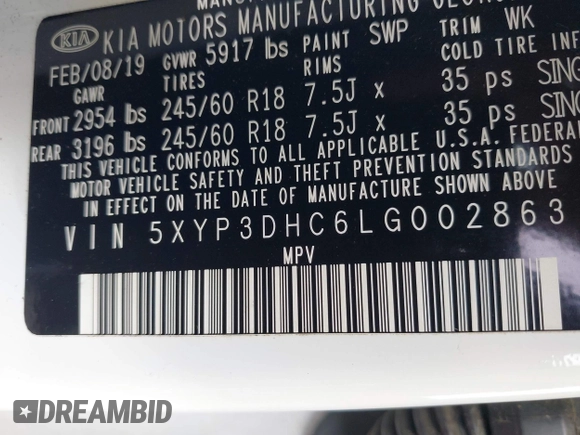 KIA KIA MOTORS MANUFACTURING
FEB/08/19 GVWR 5917 lbs PAINT SWP TRIM WK
GAWR TIRES RIMS COLD TIRE
FRONT 2954 lbs 245/60 R18 7.5J x 35 ps
REAR 3196 lbs 245/60 R18 7.5J x 35 ps
THIS VEHICLE CONFORMS TO ALL APPLICABLE U.S.A. FEDERAL
MOTOR VEHICLE SAFETY AND THEFT PREVENTION STANDARDS
IN EFFECT ON THE DATE OF MANUFACTURE SHOWN ABOVE
VIN 5XYP3DHC6LG002863
MPV
DREAMBID